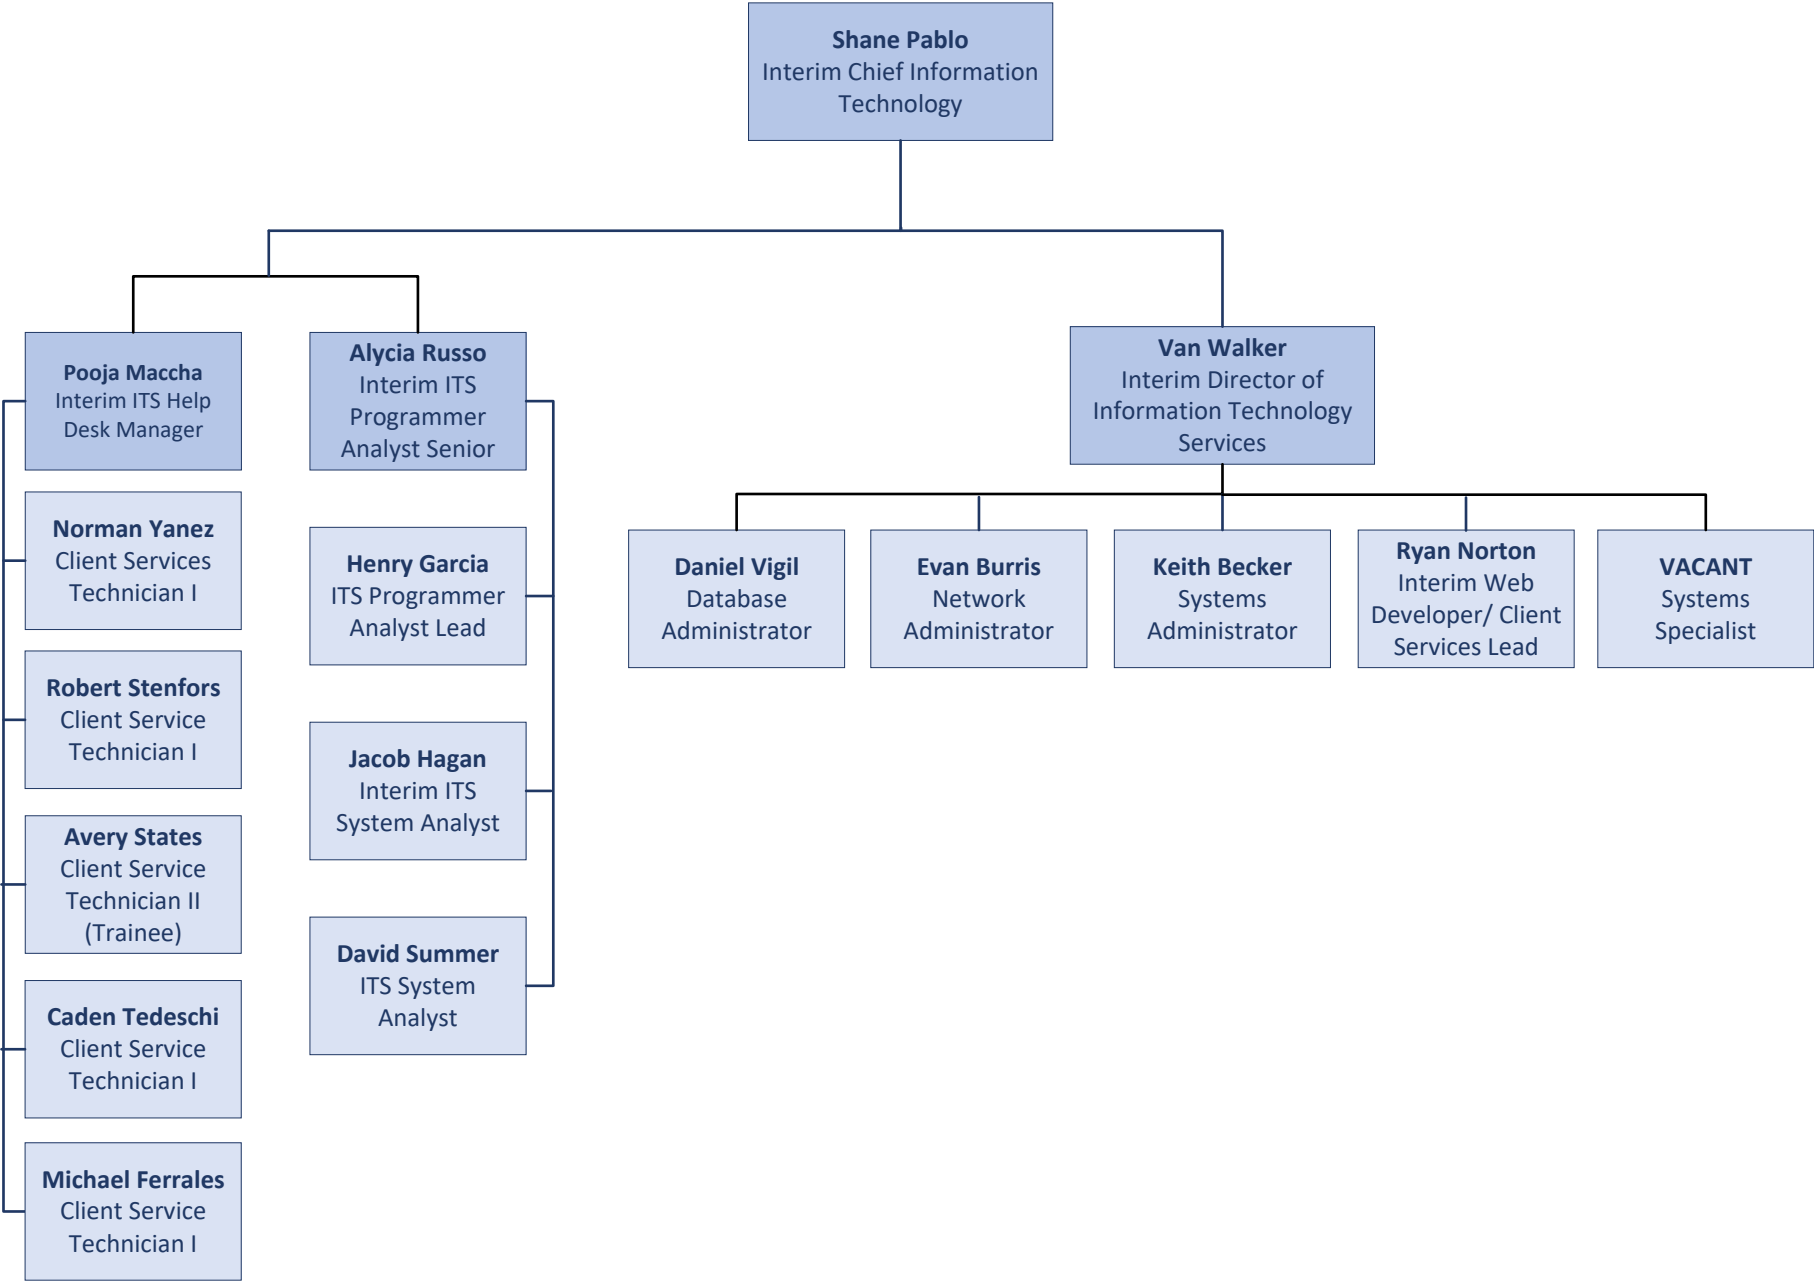 Shane Pablo
Interim Chief Information
Technology
Pooja Maccha
Interim ITS Help
Desk Manager
Norman Yanez
Client Services
Technician I
Robert Stenfors
Client Service
Technician I
Avery States
Client Service
Technician II
(Trainee)
Caden Tedeschi
Client Service
Technician I
Michael Ferrales
Client Service
Technician I
Alycia Russo
Interim ITS
Programmer
Analyst Senior
Henry Garcia
ITS Programmer
Analyst Lead
Jacob Hagan
Interim ITS
System Analyst
David Summer
ITS System
Analyst
Van Walker
Interim Director of
Information Technology
Services
Daniel Vigil
Database
Administrator
Evan Burris
Network
Administrator
Keith Becker
Systems
Administrator
Ryan Norton
Interim Web
Developer/ Client
Services Lead
VACANT
Systems
Specialist